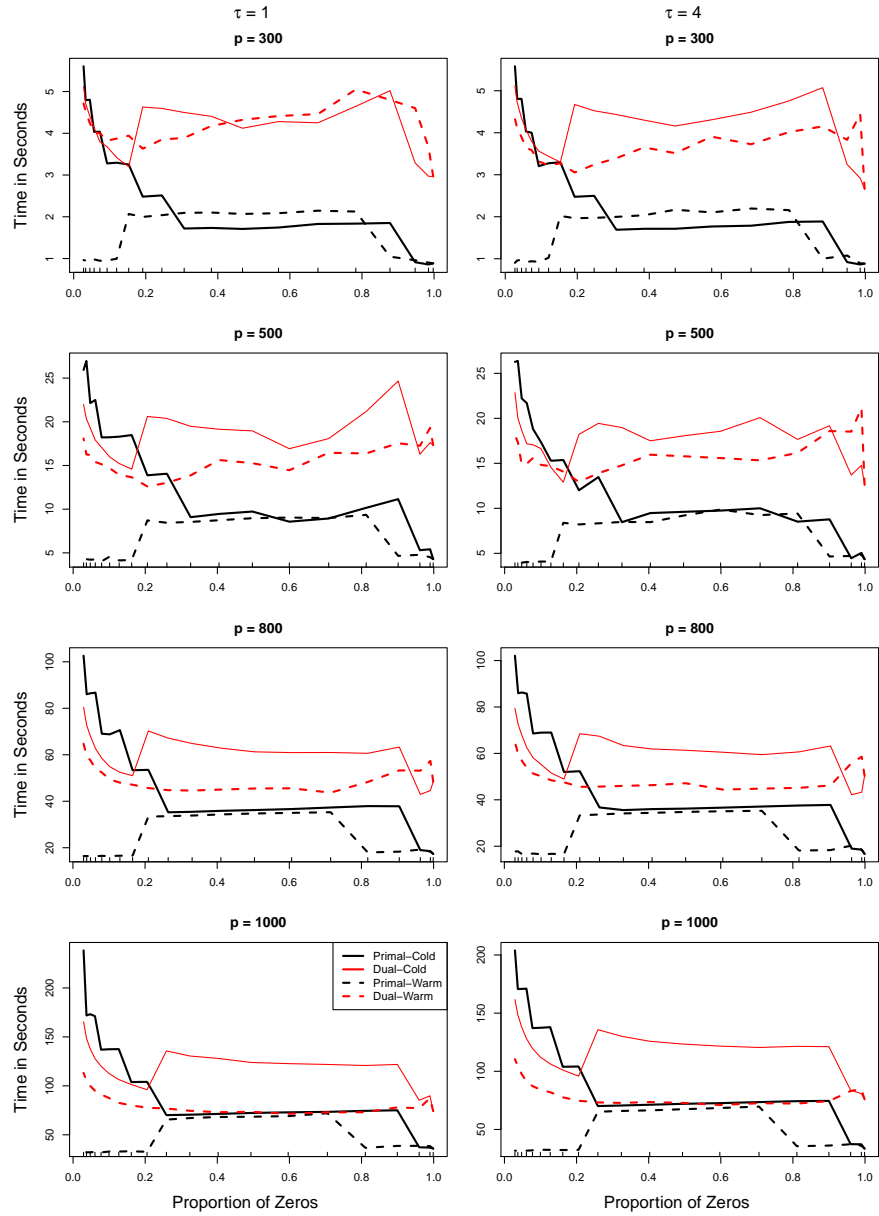 τ = 1
τ = 4
p = 300
p = 300
Time in Seconds
1 2 3 4 5
1 2 3 4 5
0.0 0.2 0.4 0.6 0.8 1.0
0.0 0.2 0.4 0.6 0.8 1.0
p = 500
p = 500
Time in Seconds
5 10 15 20 25
5 10 15 20 25
0.0 0.2 0.4 0.6 0.8 1.0
0.0 0.2 0.4 0.6 0.8 1.0
p = 800
p = 800
Time in Seconds
20 40 60 80 100
20 40 60 80 100
0.0 0.2 0.4 0.6 0.8 1.0
0.0 0.2 0.4 0.6 0.8 1.0
p = 1000
p = 1000
Time in Seconds
50 100 150 200
50 100 150 200
Primal−Cold
Dual−Cold
Primal−Warm
Dual−Warm
0.0 0.2 0.4 0.6 0.8 1.0
0.0 0.2 0.4 0.6 0.8 1.0
Proportion of Zeros
Proportion of Zeros